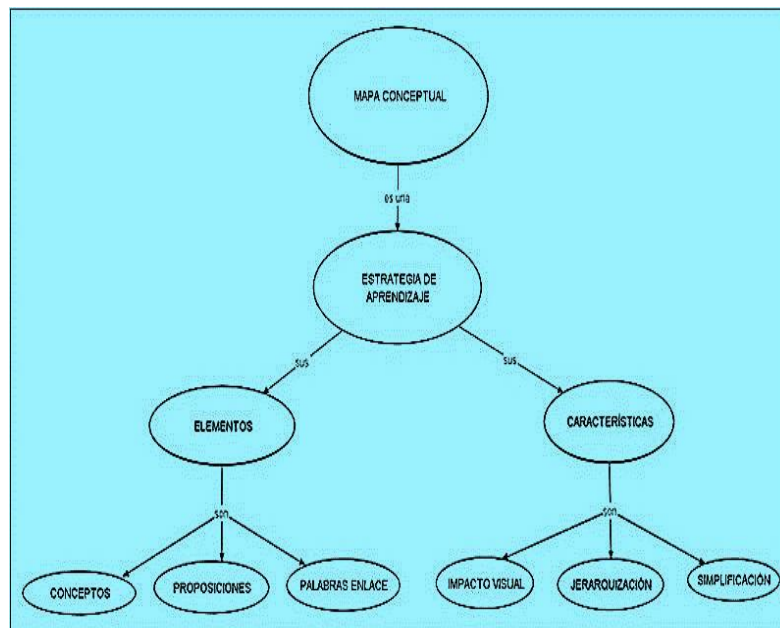 MAPA CONCEPTUAL
es una
ESTRATEGIA DE
APRENDIZAJE
sus
sus
ELEMENTOS
CARACTERÍSTICAS
son
son
CONCEPTOS
PROPOSICIONES
PALABRAS ENLACE
IMPACTO VISUAL
JERARQUIZACIÓN
SIMPLIFICACIÓN